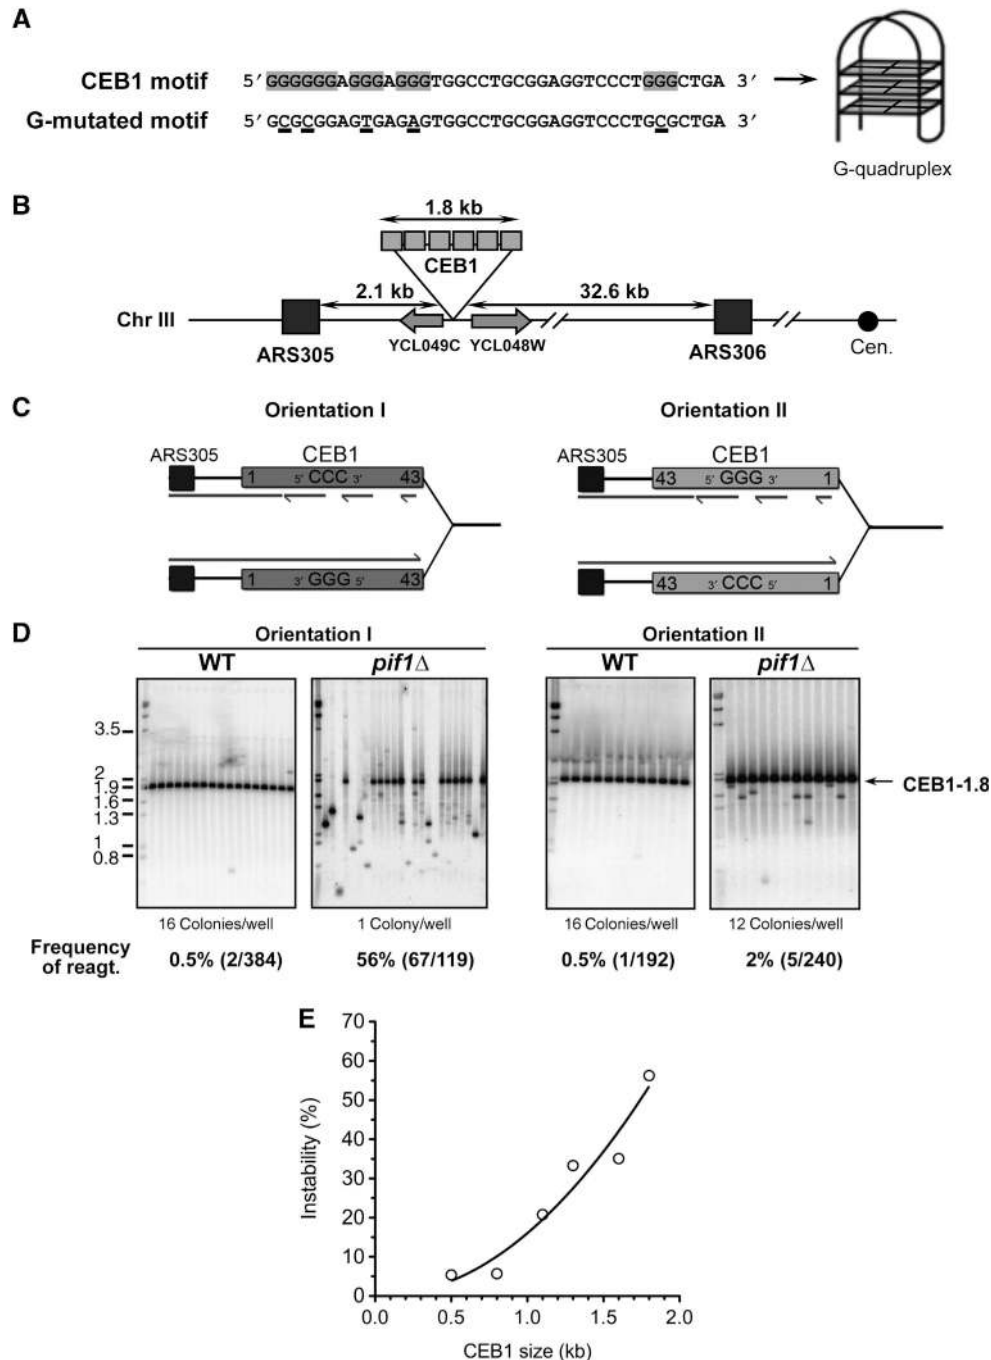 A
CEB1 motif 5′ GGGGGGAGGGAGGGTGGCCTGCGGAGGTCCCTGGGCTGA 3′
G-mutated motif 5′ GCGCGGAGTGAGAGTGGCCTGCGGAGGTCCCTGCGCTGA 3′
G-quadruplex
B
1.8 kb
CEB1
2.1 kb 32.6 kb
Chr III
YCL049C YCL048W
ARS305 ARS306 Cen.
C
Orientation I Orientation II
ARS305 CEB1 ARS305 CEB1
1 5′ CCC 3′ 43 43 5′ GGG 3′ 1
1 3′ GGG 5′ 43 43 3′ CCC 5′ 1
D
Orientation I Orientation II
WT pif1Δ WT pif1Δ
3.5
2
1.9
1.6
1.3
1
0.8
CEB1-1.8
16 Colonies/well 1 Colony/well 16 Colonies/well 12 Colonies/well
Frequency
of reagt. 0.5% (2/384) 56% (67/119) 0.5% (1/192) 2% (5/240)
E
70
60
50
40
30
20
10
0
Instability (%)
0.0 0.5 1.0 1.5 2.0
CEB1 size (kb)